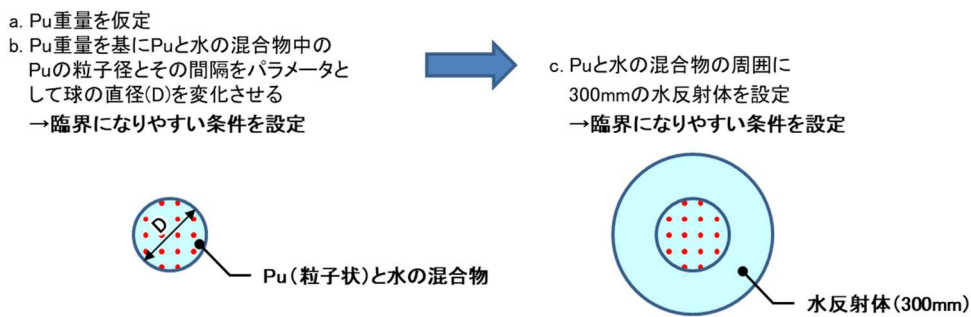 a. Pu重量を仮定
b. Pu重量を基にPuと水の混合物中の
Puの粒子径とその間隔をパラメータと
して球の直径(D)を変化させる
→臨界になりやすい条件を設定
c. Puと水の混合物の周囲に
300mmの水反射体を設定
→臨界になりやすい条件を設定
D
Pu(粒子状)と水の混合物
水反射体(300mm)